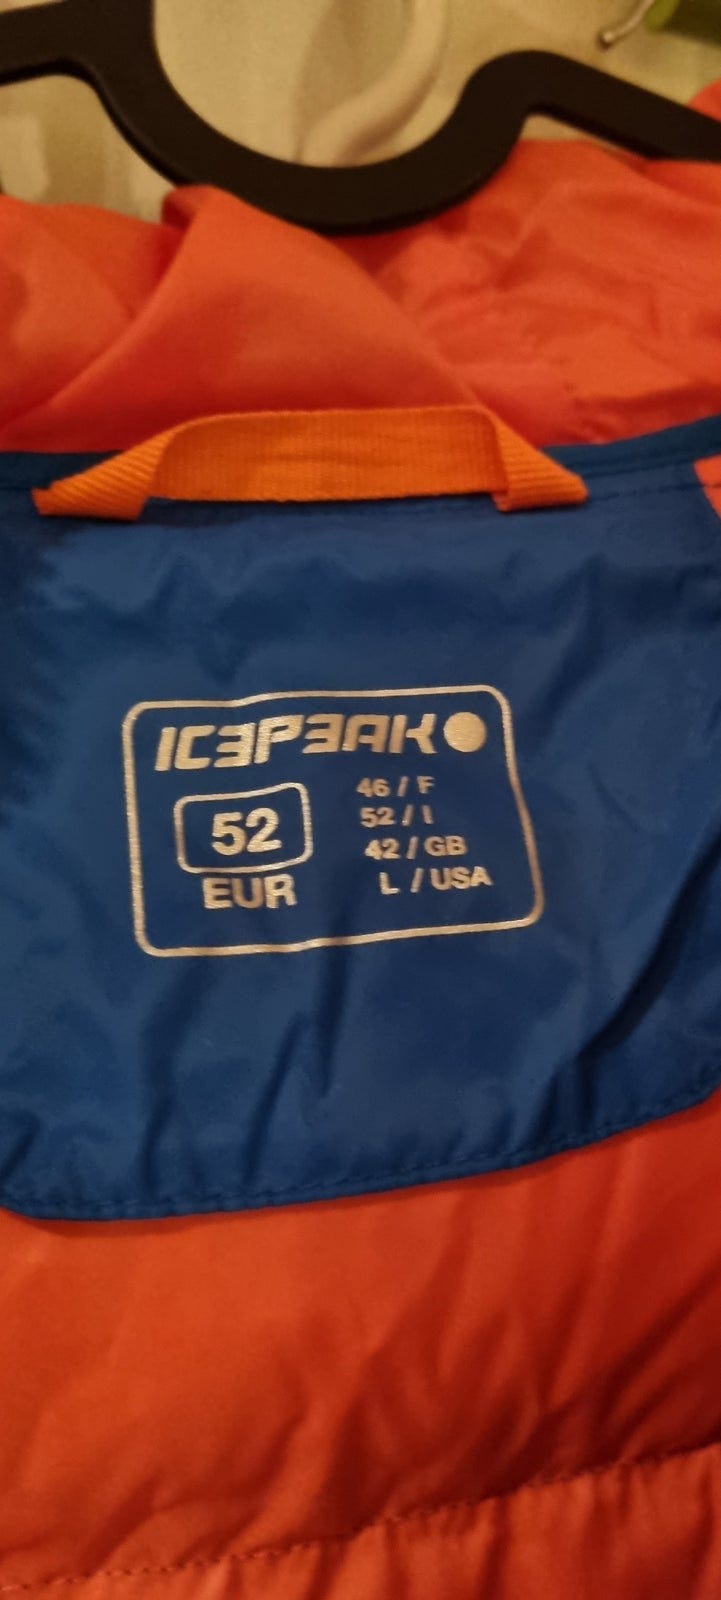 ICEPEAK
52
EUR
46 / F
52 / I
42 / GB
L / USA